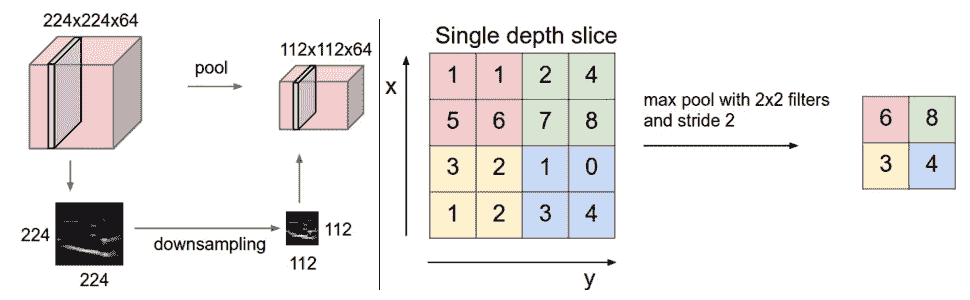 224x224x64
pool
112x112x64
224
224
downsampling
112
112
Single depth slice
x
1 1 2 4
5 6 7 8
3 2 1 0
1 2 3 4
y
max pool with 2x2 filters
and stride 2
6 8
3 4